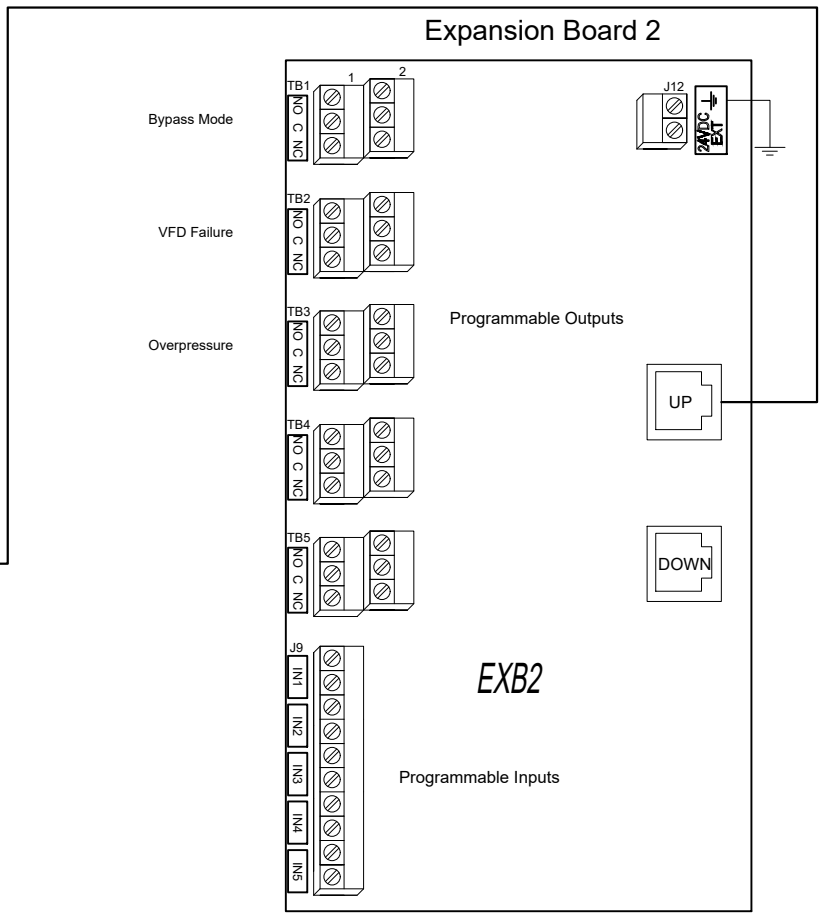 Expansion Board 2
TB1
1
2
J12
NO C NC
Bypass Mode
24VDC
EXT
TB2
NO C NC
VFD Failure
TB3
NO C NC
Programmable Outputs
Overpressure
UP
TB4
NO C NC
TB5
NO C NC
DOWN
J9
IN1
EXB2
IN2
IN3
Programmable Inputs
IN4
IN5